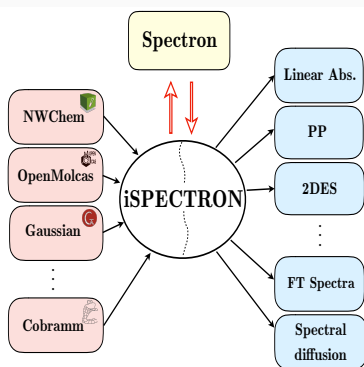 Spectron
NWChem
OpenMolcas
Gaussian
Cobramm
iSPECTRON
Linear Abs.
PP
2DES
FT Spectra
Spectral
diffusion
G